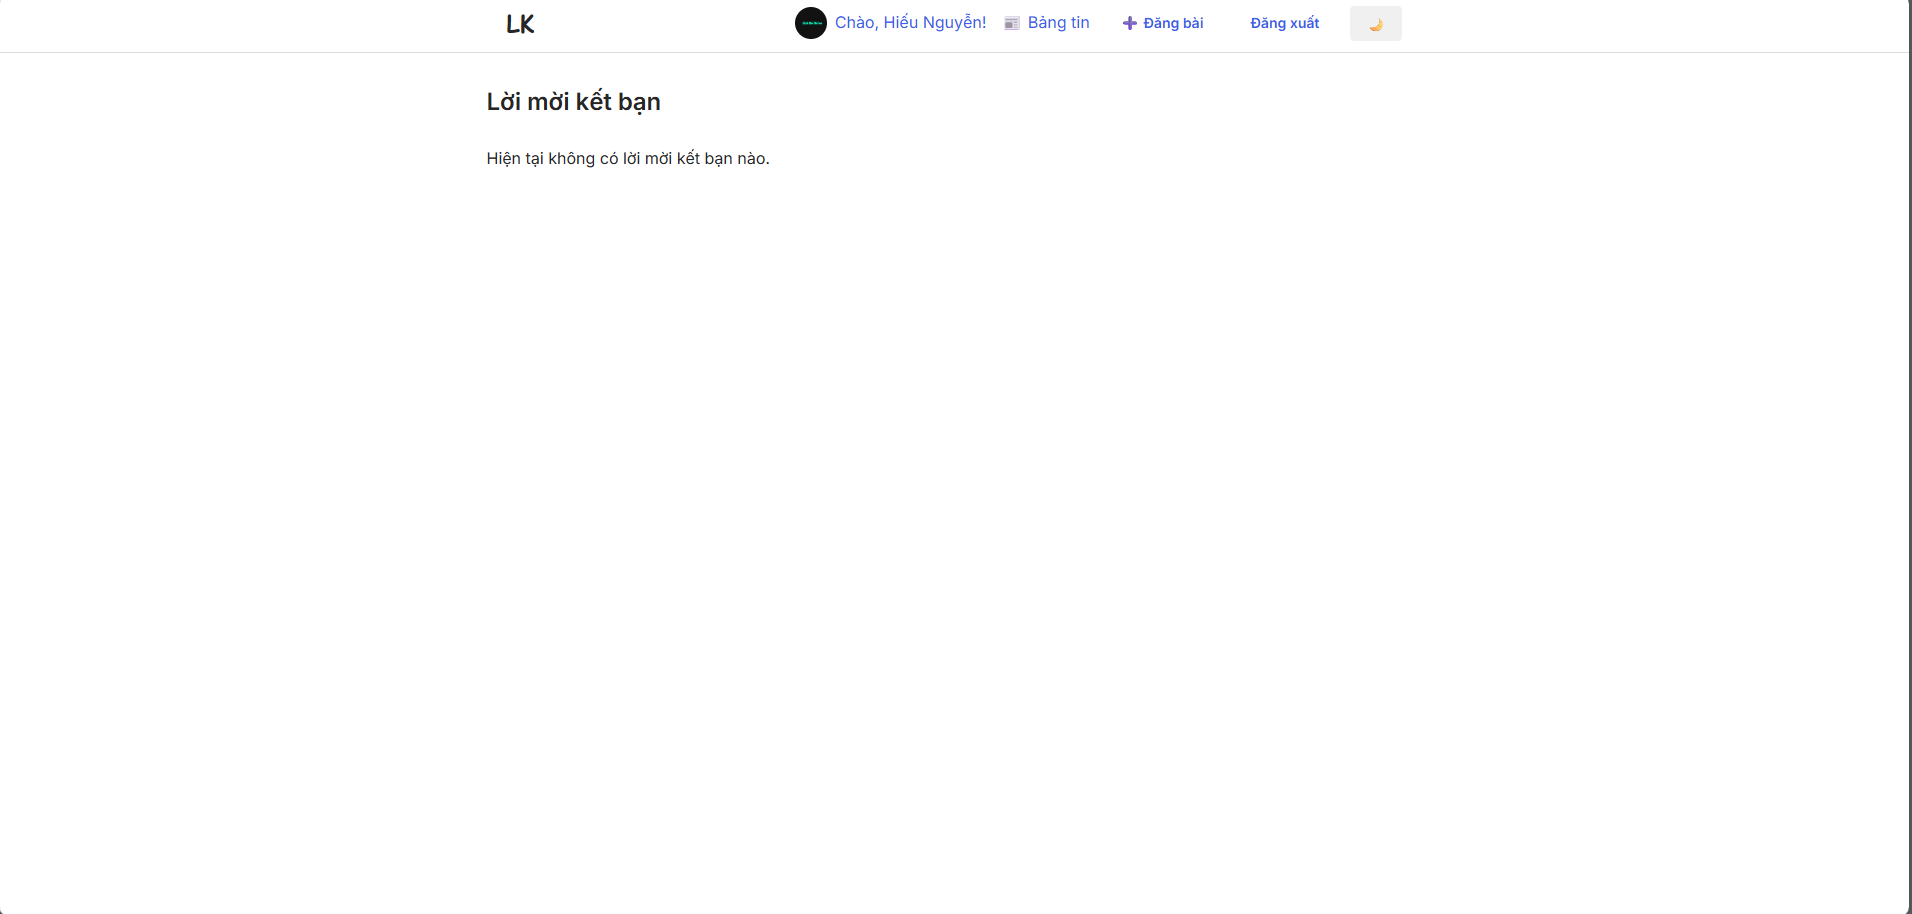 LK
Chào, Hiếu Nguyễn! Bảng tin Đăng bài Đăng xuất
Lời mời kết bạn
Hiện tại không có lời mời kết bạn nào.